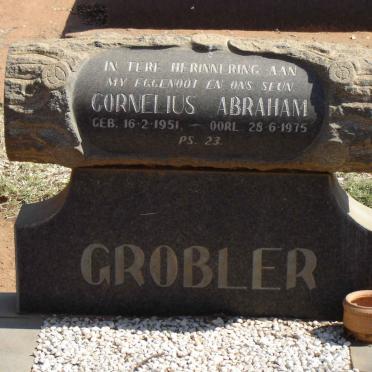 IN TERE HERINNERING AAN
MY EGGENOOT EN ONS SEUN
CORNELIUS ABRAHAM
GEB. 16-2-1951 - OORL. 28-6-1975
PS. 23.
GROBLER